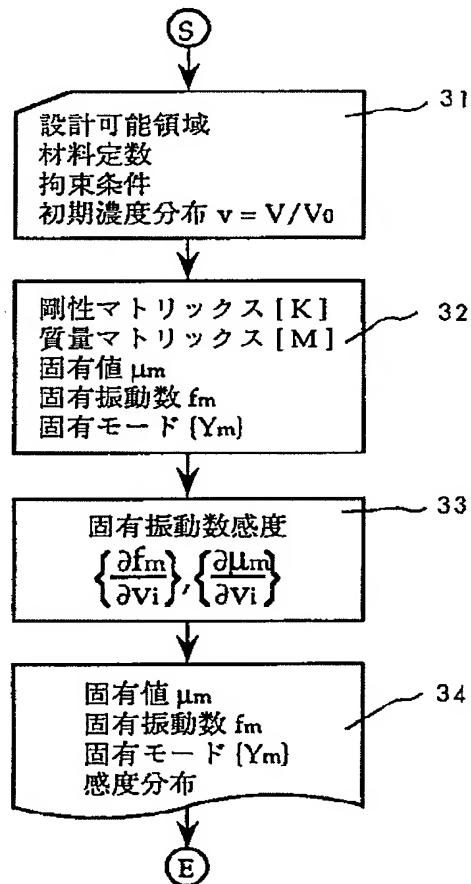 S
31
設計可能領域
材料定数
拘束条件
初期濃度分布 v = V/V0
32
剛性マトリックス [ K ]
質量マトリックス [ M ]
固有値 μm
固有振動数 fm
固有モード {Ym}
33
固有振動数感度
{∂fm/∂vi}, {∂μm/∂vi}
34
固有値 μm
固有振動数 fm
固有モード {Ym}
感度分布
E